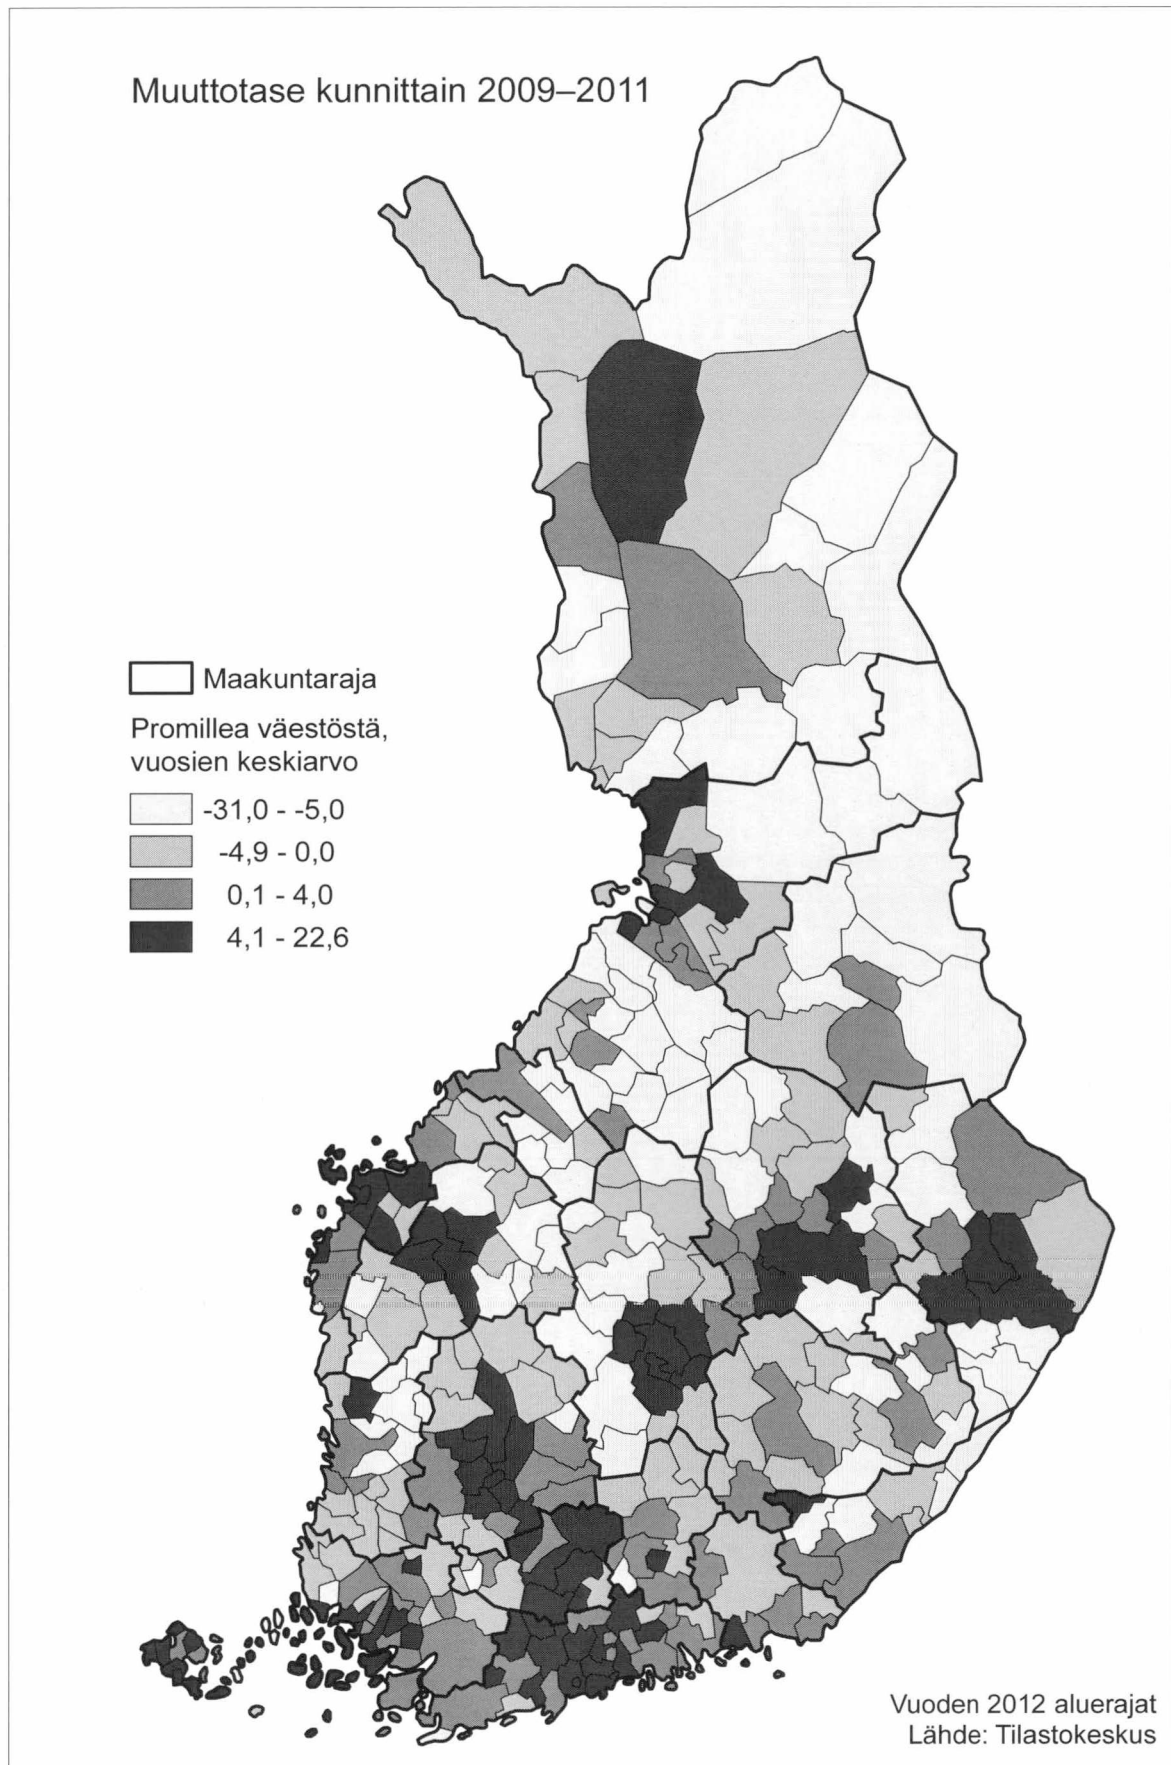 Muuttotase kunnittain 2009–2011
Maakuntaraja
Promillea väestöstä,
vuosien keskiarvo
-31,0 - -5,0
-4,9 - 0,0
0,1 - 4,0
4,1 - 22,6
Vuoden 2012 aluerajat
Lähde: Tilastokeskus